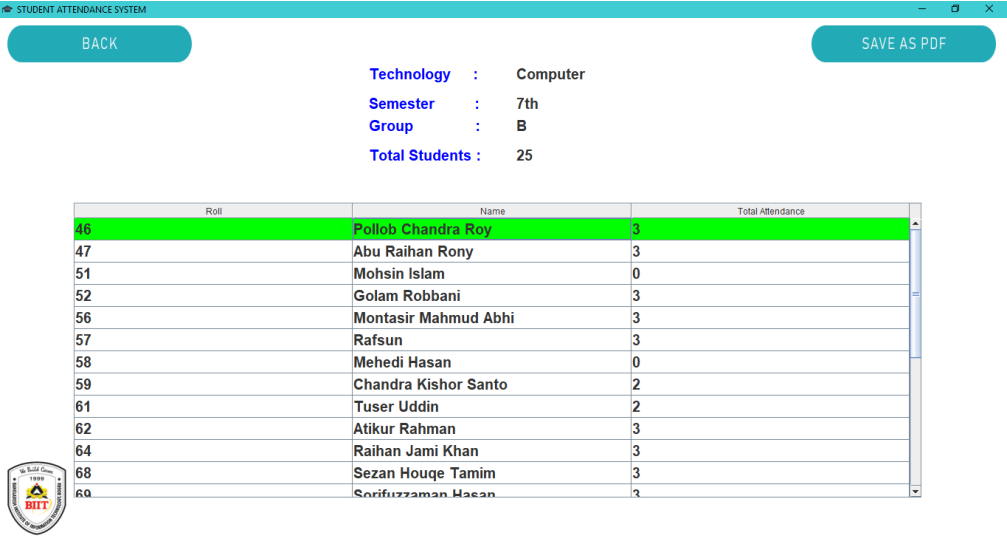 STUDENT ATTENDANCE SYSTEM
BACK
SAVE AS PDF
Technology : Computer
Semester : 7th
Group : B
Total Students : 25
Roll Name Total Attendance
46 Pollob Chandra Roy 3
47 Abu Raihan Rony 3
51 Mohsin Islam 0
52 Golam Robbani 3
56 Montasir Mahmud Abhi 3
57 Rafsun 3
58 Mehedi Hasan 0
59 Chandra Kishor Santo 2
61 Tuser Uddin 2
62 Atikur Rahman 3
64 Raihan Jami Khan 3
68 Sezan Houqe Tamim 3
69 Sorifuzzaman Hasan 3
We Build Career
1999
BIIT